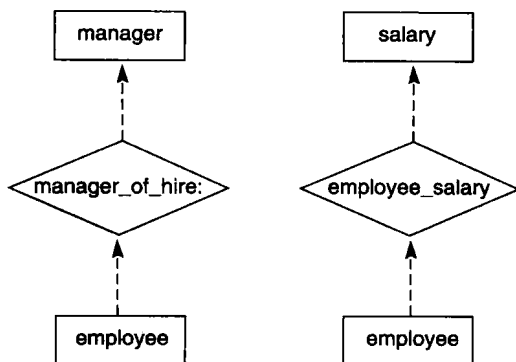 manager
salary
manager_of_hire:
employee_salary
employee
employee